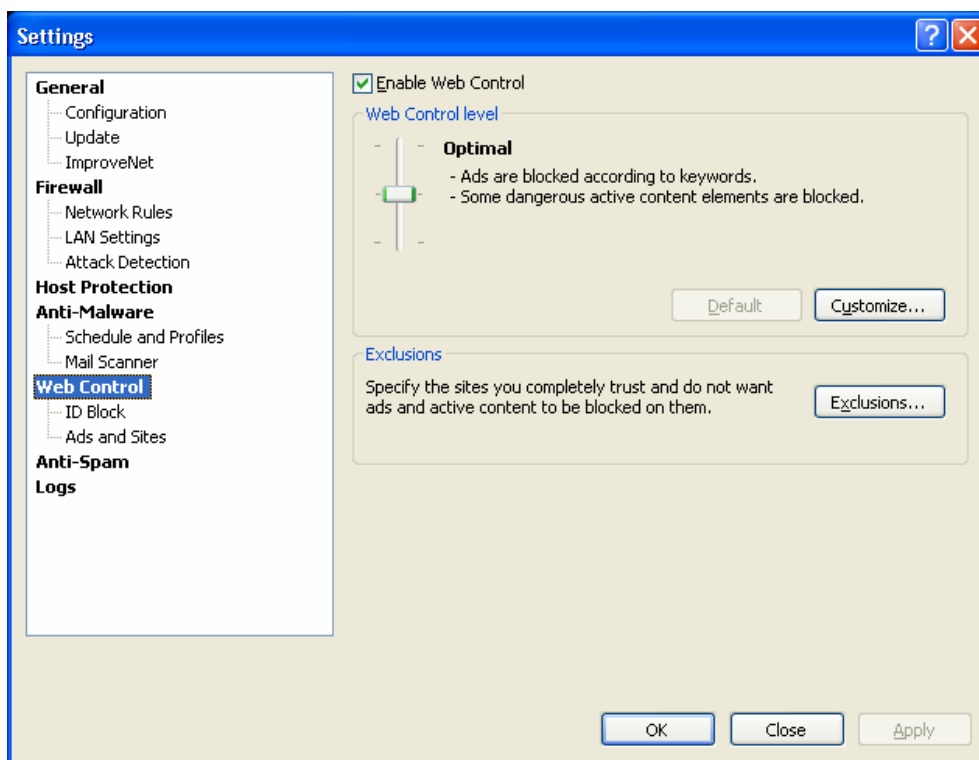 Settings
General
Configuration
Update
ImproveNet
Firewall
Network Rules
LAN Settings
Attack Detection
Host Protection
Anti-Malware
Schedule and Profiles
Mail Scanner
Web Control
ID Block
Ads and Sites
Anti-Spam
Logs
Enable Web Control
Web Control level
Optimal
- Ads are blocked according to keywords.
- Some dangerous active content elements are blocked.
Default
Customize...
Exclusions
Specify the sites you completely trust and do not want
ads and active content to be blocked on them.
Exclusions...
OK
Close
Apply